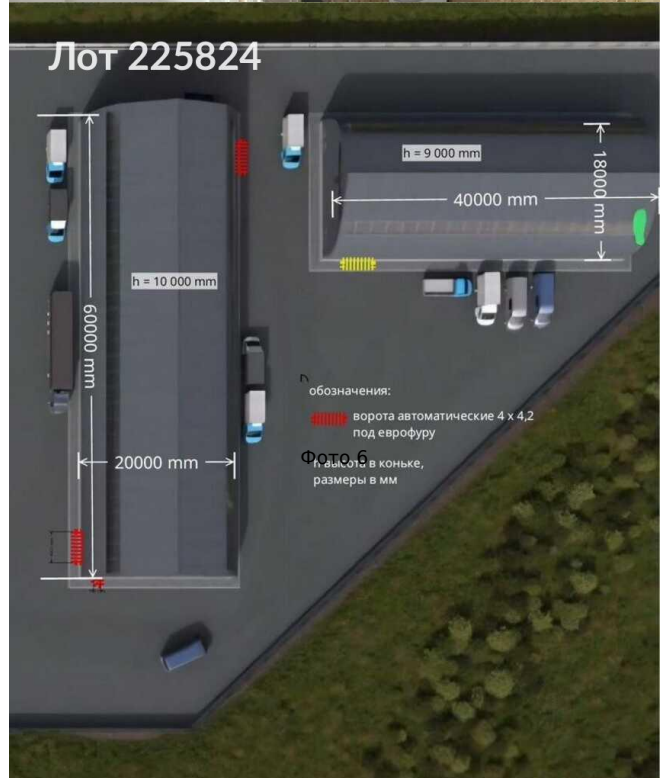 Лот 225824
h = 9 000 mm
18000 mm
40000 mm
h = 10 000 mm
60000 mm
20000 mm
обозначения:
ворота автоматические 4 х 4,2
под еврофуру
Фото 6
высота в коньке,
размеры в мм